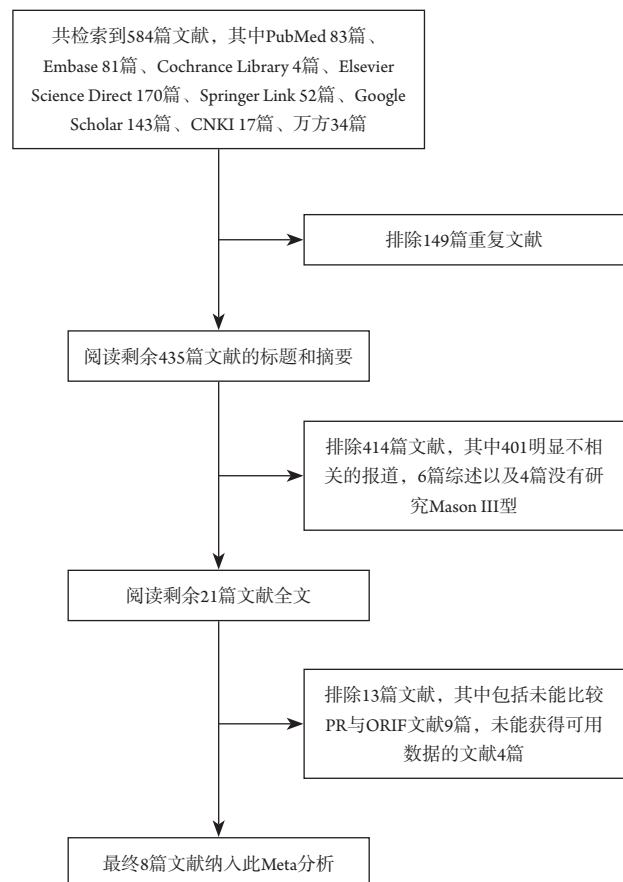 共检索到584篇文献，其中PubMed 83篇、
Embase 81篇、Cochrance Library 4篇、Elsevier
Science Direct 170篇、Springer Link 52篇、Google
Scholar 143篇、CNKI 17篇、万方34篇
排除149篇重复文献
阅读剩余435篇文献的标题和摘要
排除414篇文献，其中401明显不相
关的报道，6篇综述以及4篇没有研
究Mason III型
阅读剩余21篇文献全文
排除13篇文献，其中包括未能比较
PR与ORIF文献9篇，未能获得可用
数据的文献4篇
最终8篇文献纳入此Meta分析